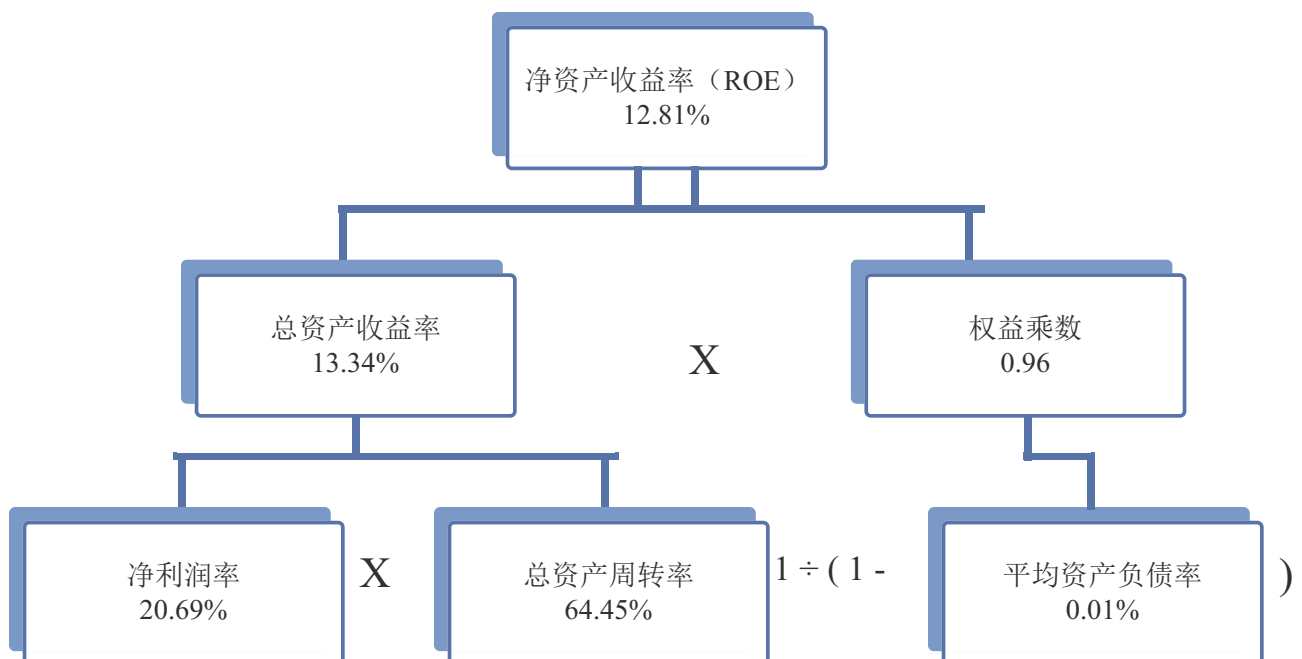 净资产收益率（ROE）
12.81%
总资产收益率
13.34%
X
权益乘数
0.96
净利润率
20.69%
X
总资产周转率
64.45%
1 ÷ ( 1 -
平均资产负债率
0.01%
)